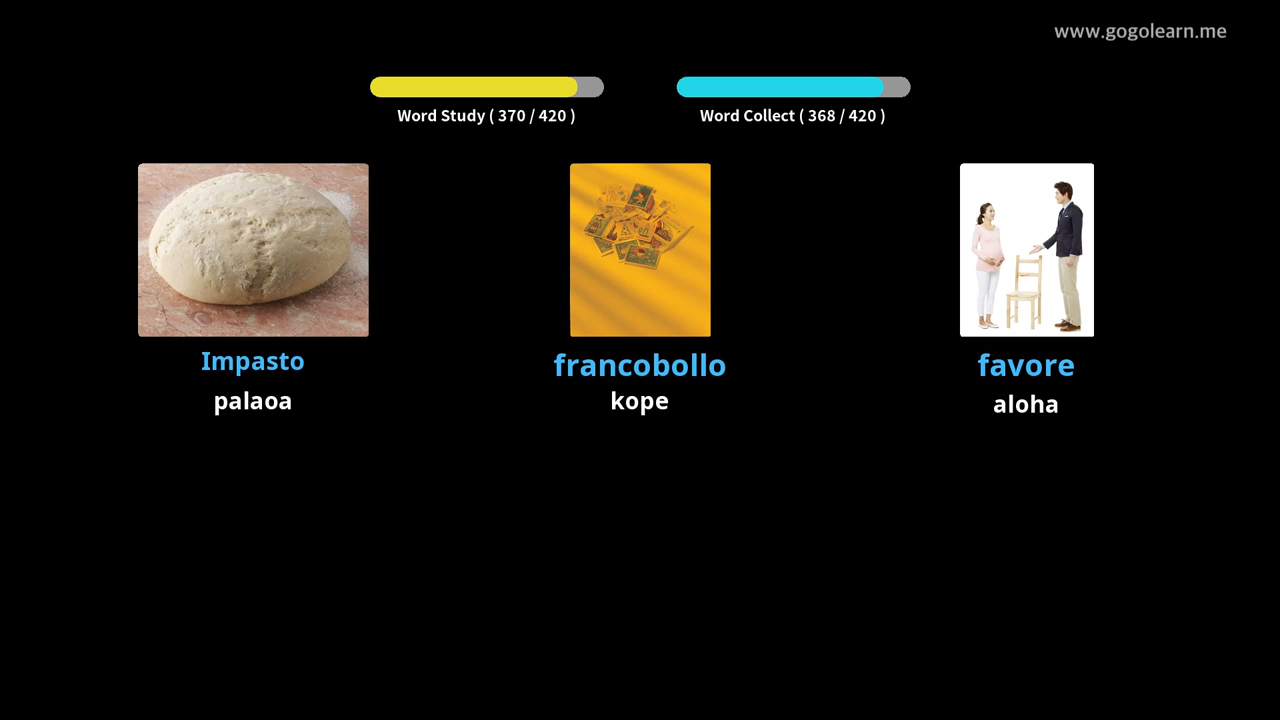 www.gogolearn.me
Word Study ( 370 / 420 )
Word Collect ( 368 / 420 )
Impasto
palaoa
francobollo
kope
favore
aloha